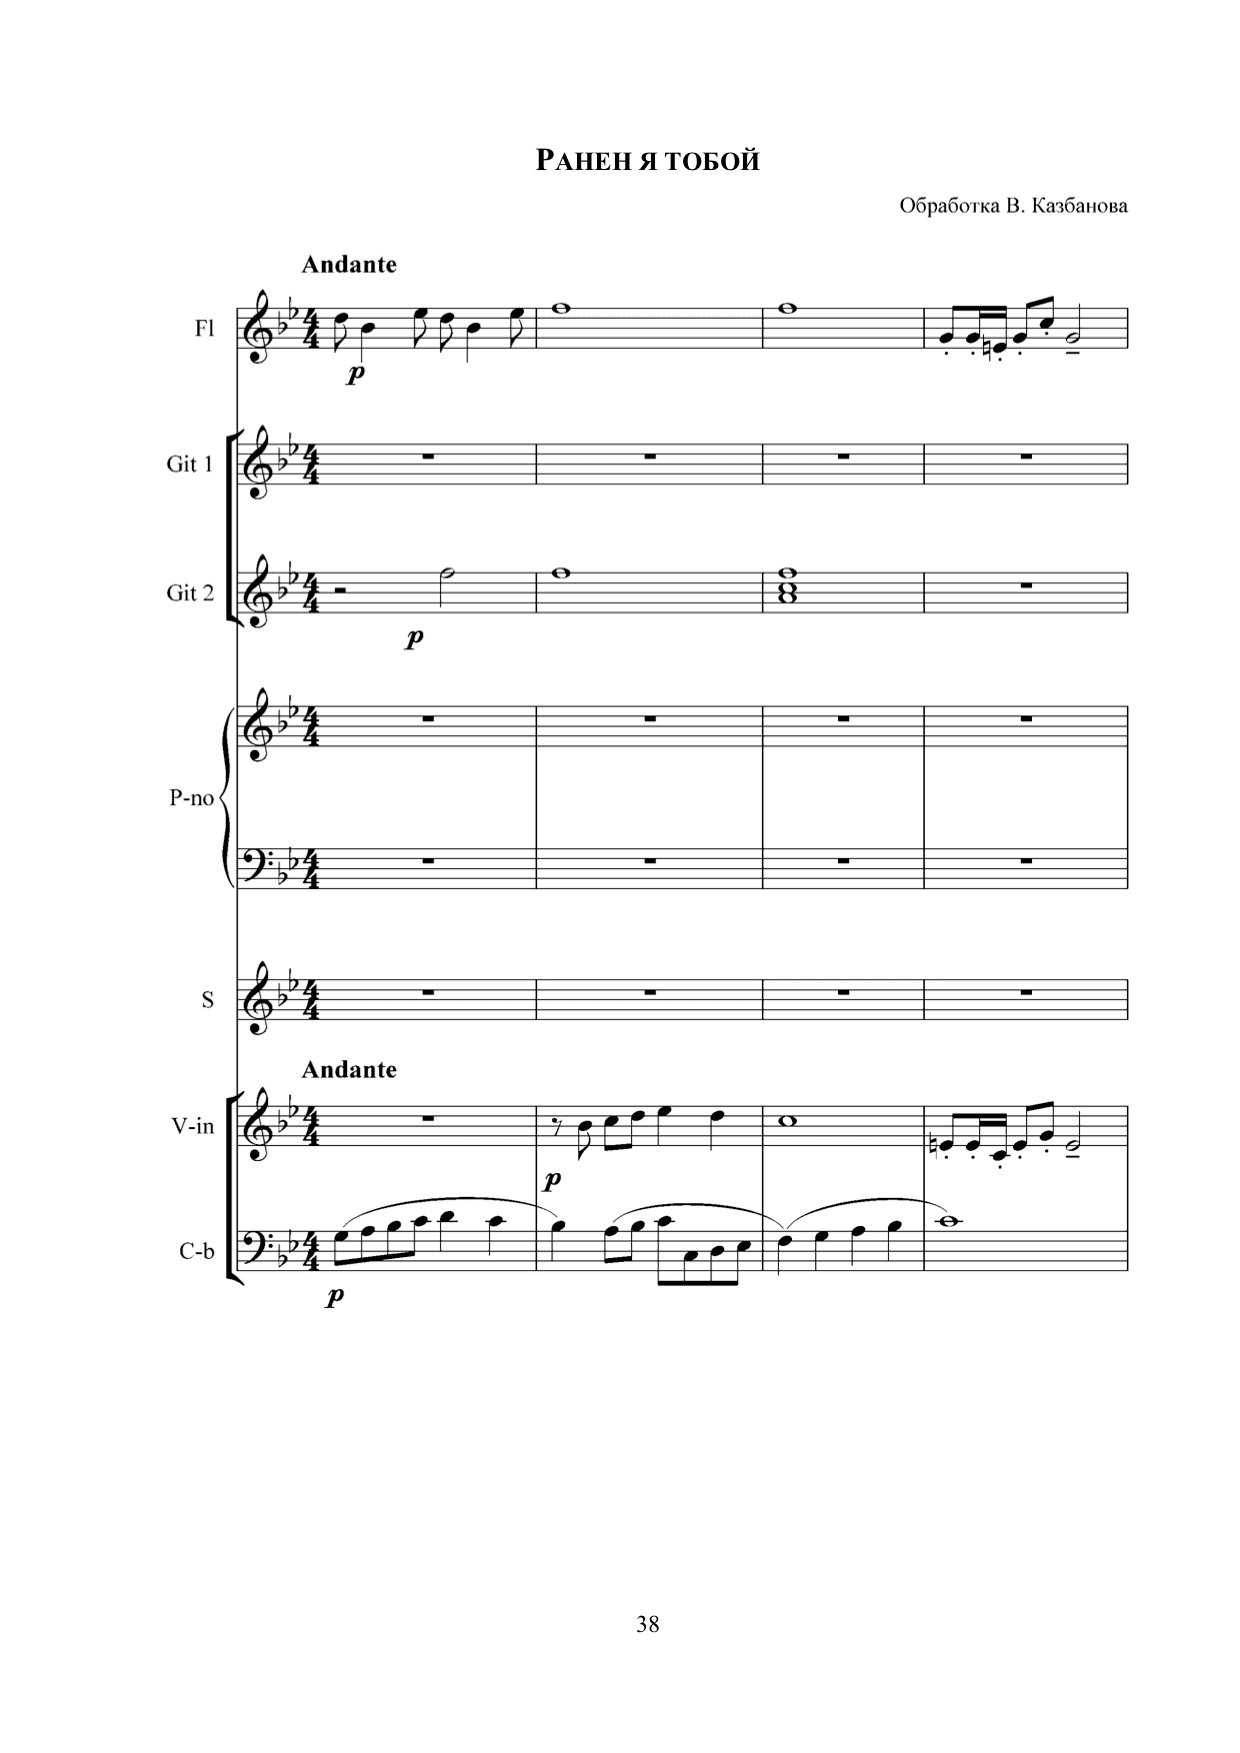 РАНЕН Я ТОБОЙ
Обработка В. Казбанова
Andante
Fl
p
Git 1
Git 2
p
P-no
S
Andante
V-in
p
C-b
p
38